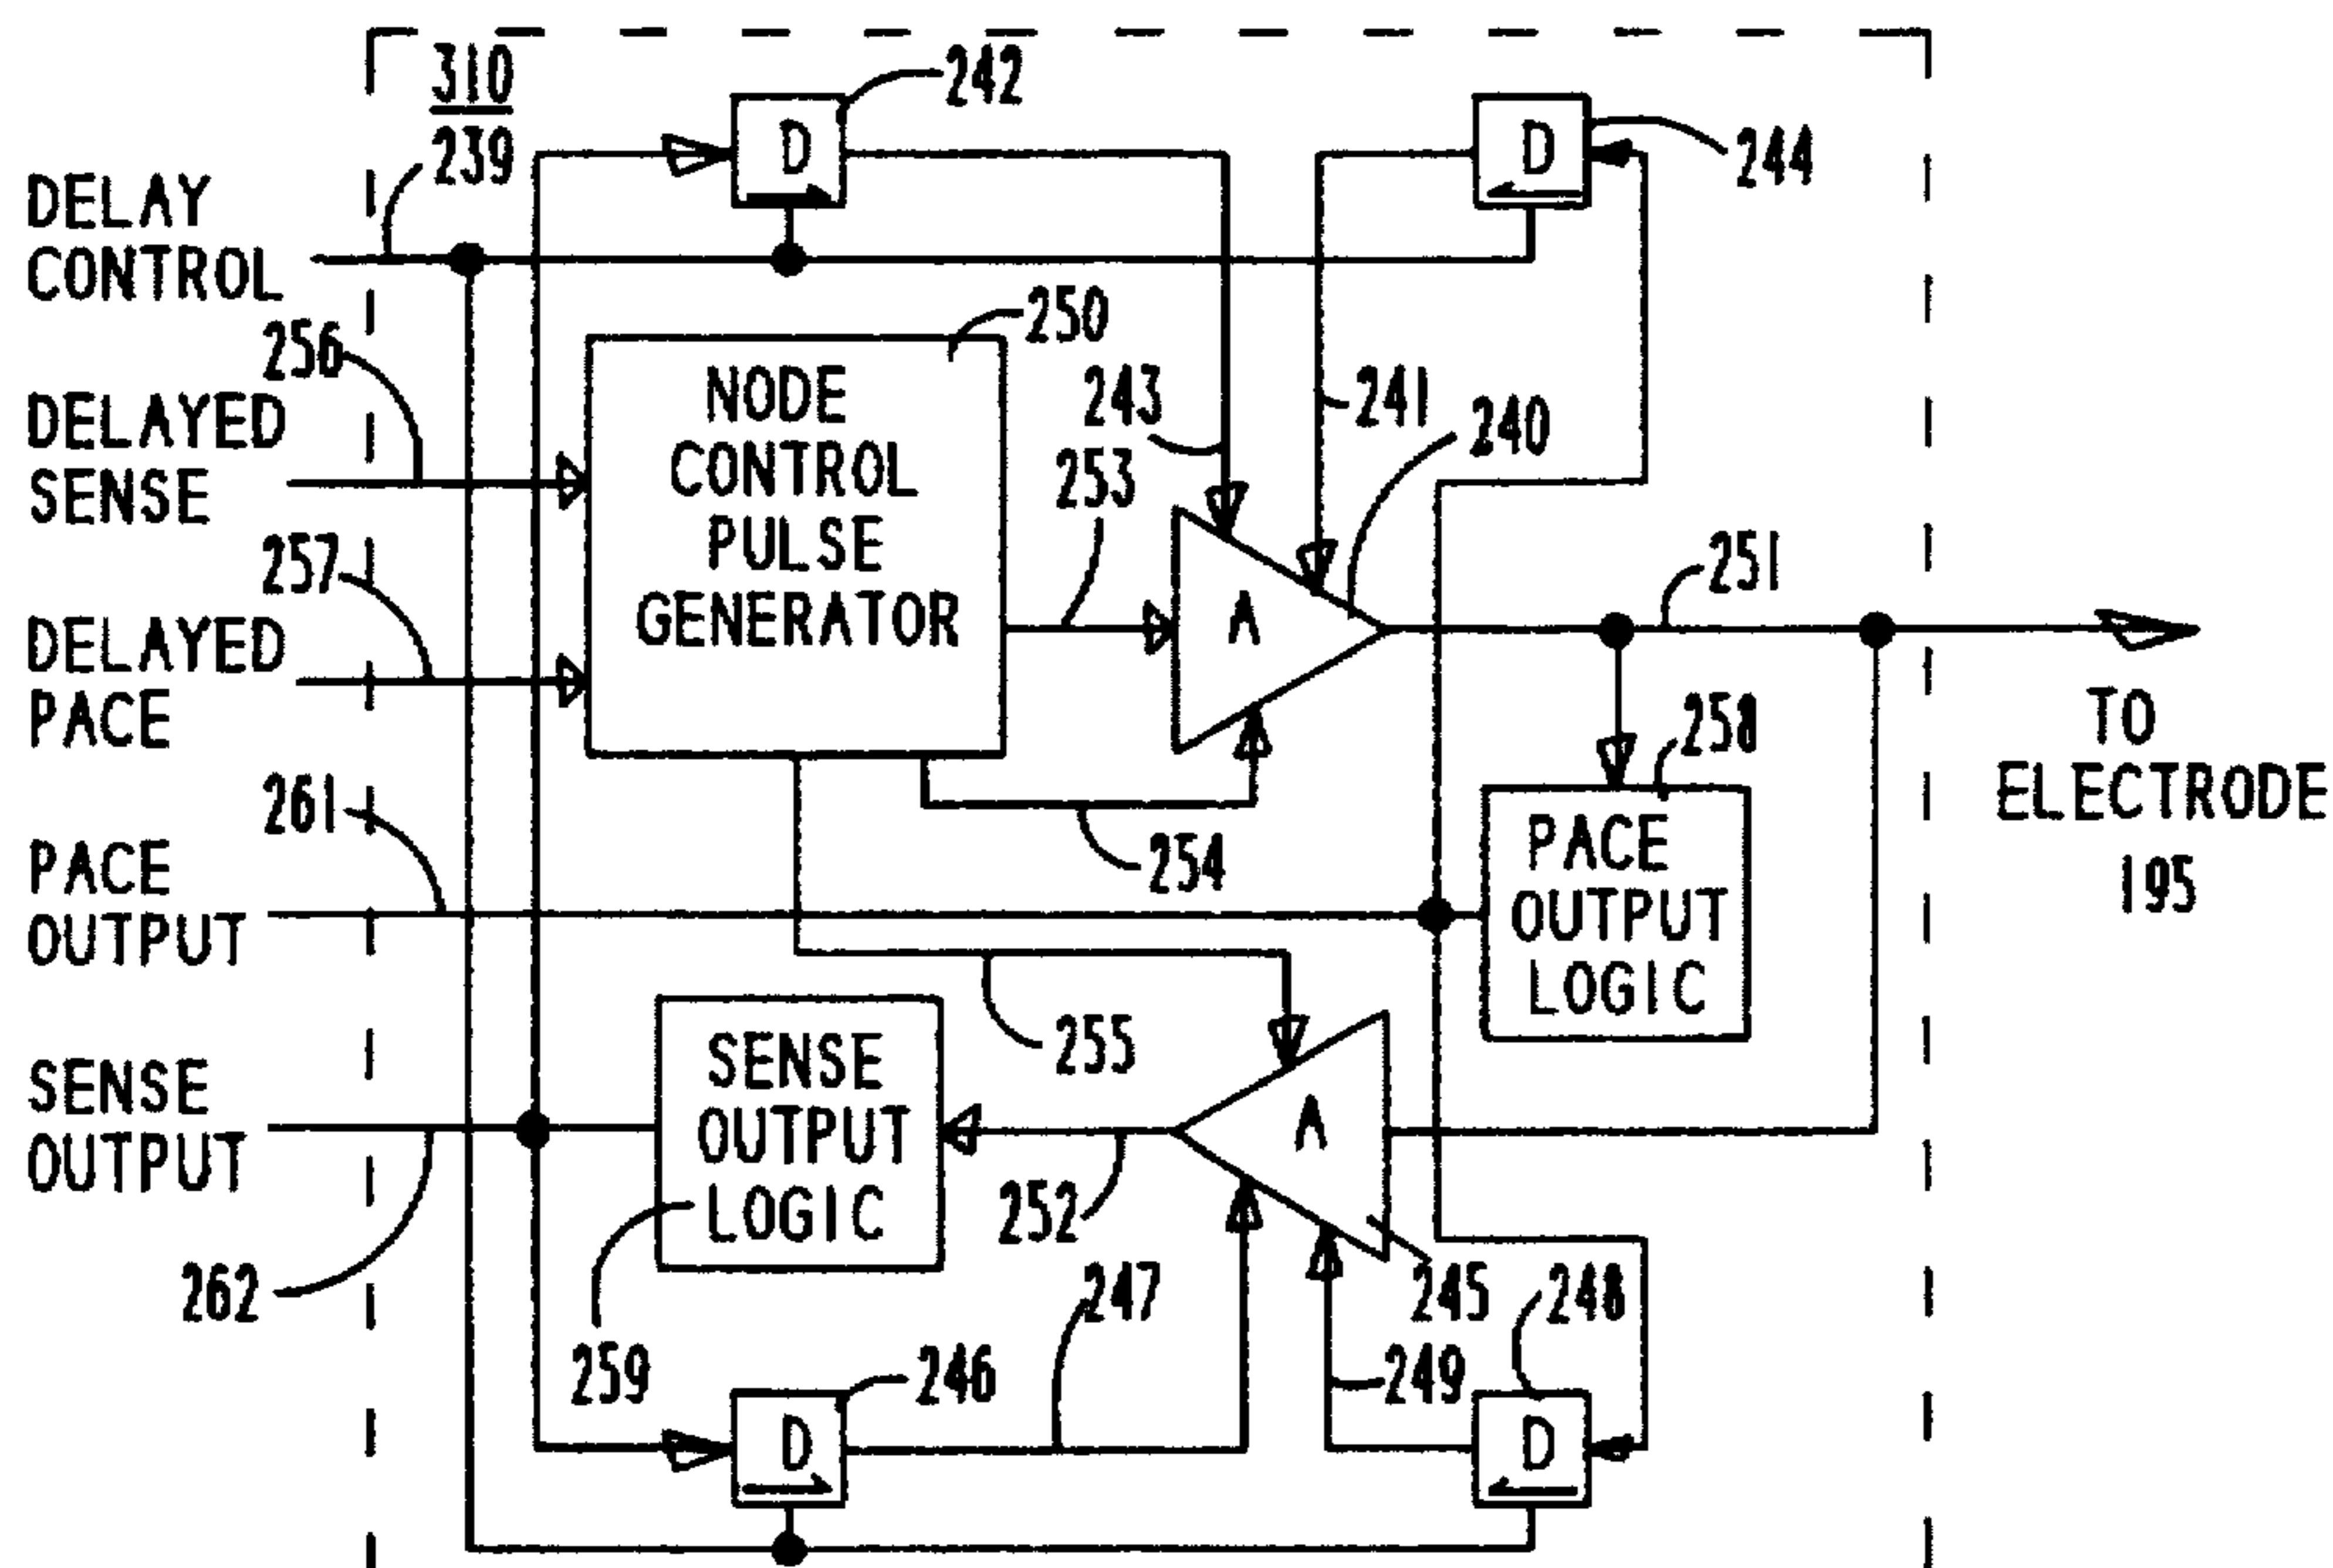 310
239
242
244
DELAY
CONTROL
D
D
256
250
DELAYED
SENSE
NODE
CONTROL
PULSE
GENERATOR
243
253
241
240
257
251
DELAYED
PACE
A
258
TO
ELECTRODE
195
261
254
PACE
OUTPUT
PACE
OUTPUT
LOGIC
255
SENSE
OUTPUT
SENSE
OUTPUT
LOGIC
A
252
262
247
245
248
259
246
249
D
D